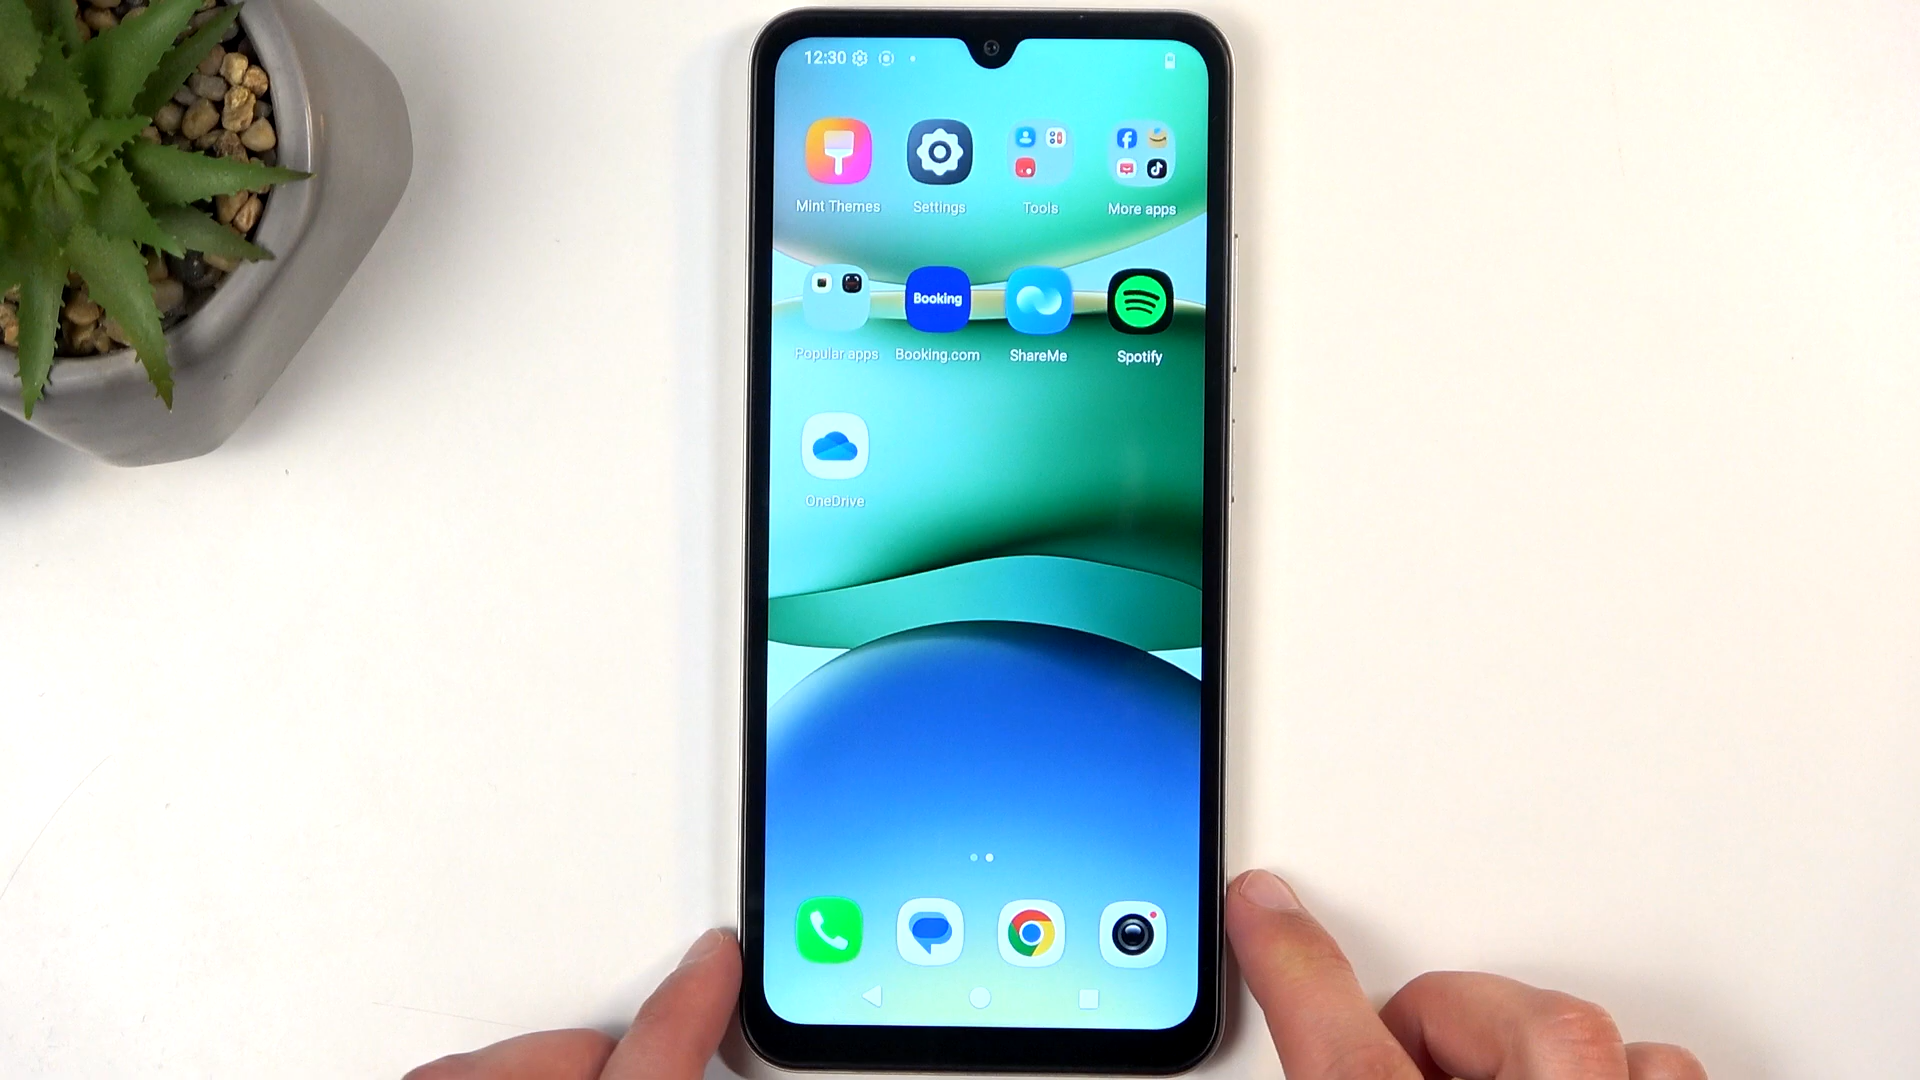 12:30
Mint Themes Settings Tools More apps
Booking
Popular apps Booking.com ShareMe Spotify
OneDrive